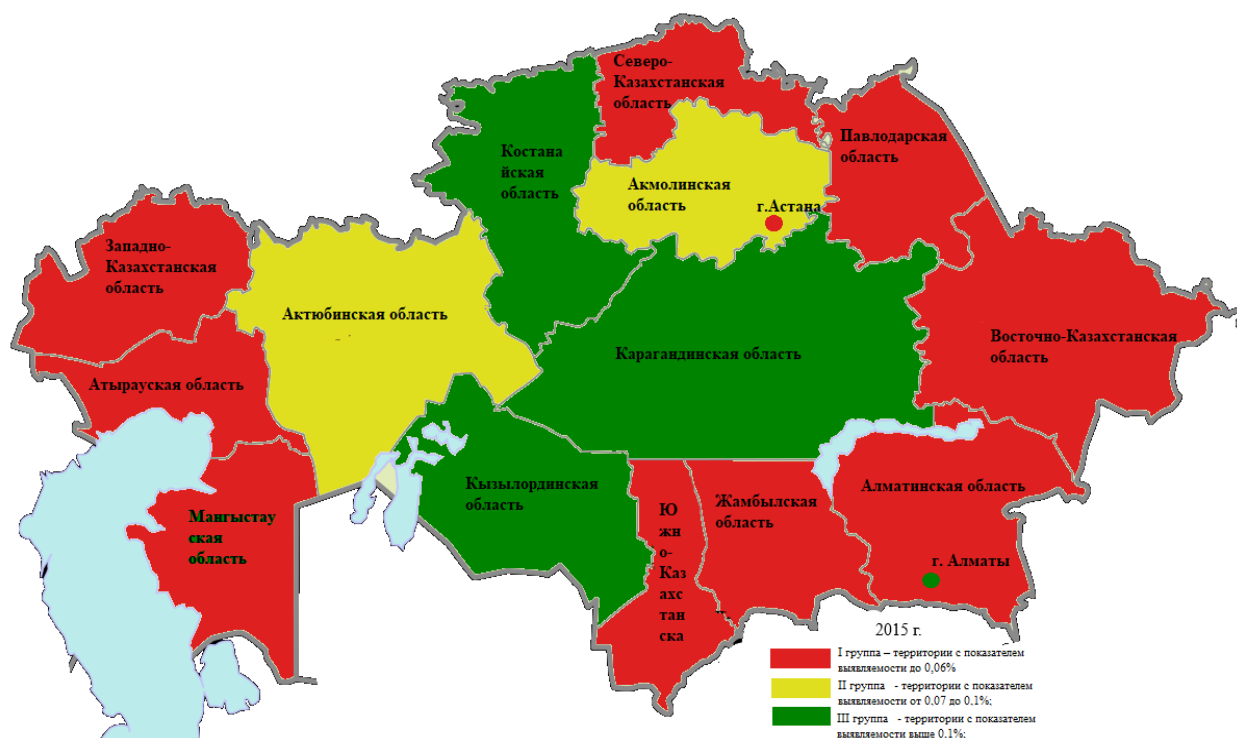 Северо-
Казахстанская
область
Павлодарская
область
Костана
йская
область
Акмолинская
область
г.Астана
Западно-
Казахстанская
область
Актюбинская область
Восточно-Казахстанская
область
Карагандинская область
Атырауская область
Кызылординская
область
Алматинская область
Жамбылская
область
Мангыстау
ская
область
Ю
жн
о-
Каз
ахс
тан
ска
г. Алматы
2015 г.
I группа – территории с показателем
выявляемости до 0,06%
II группа - территории с показателем
выявляемости от 0,07 до 0.1%;
III группа - территории с показателем
выявляемости выше 0,1%;